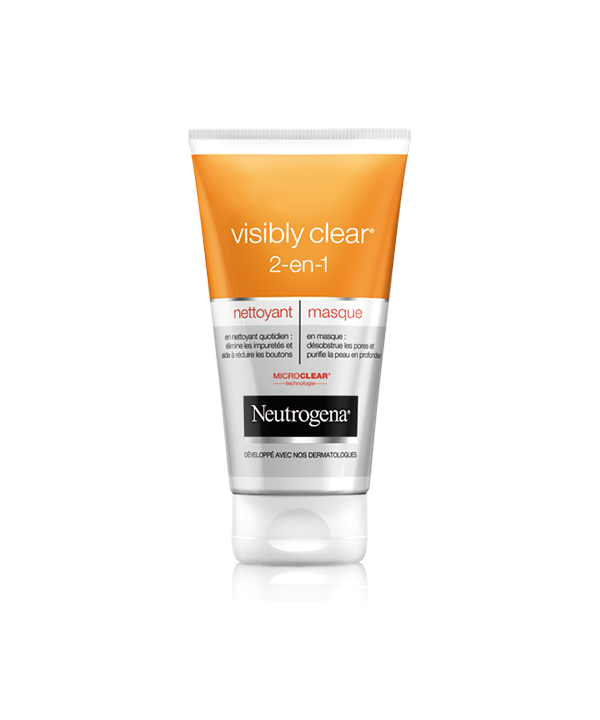 visibly clear®
2-en-1
nettoyant | masque
en nettoyant quotidien :
élimine les impuretés et
aide à réduire les boutons
en masque :
désobstrue les pores et
purifie la peau en profondeur
MICROCLEAR®
technologie
Neutrogena®
DÉVELOPPÉ AVEC NOS DERMATOLOGUES